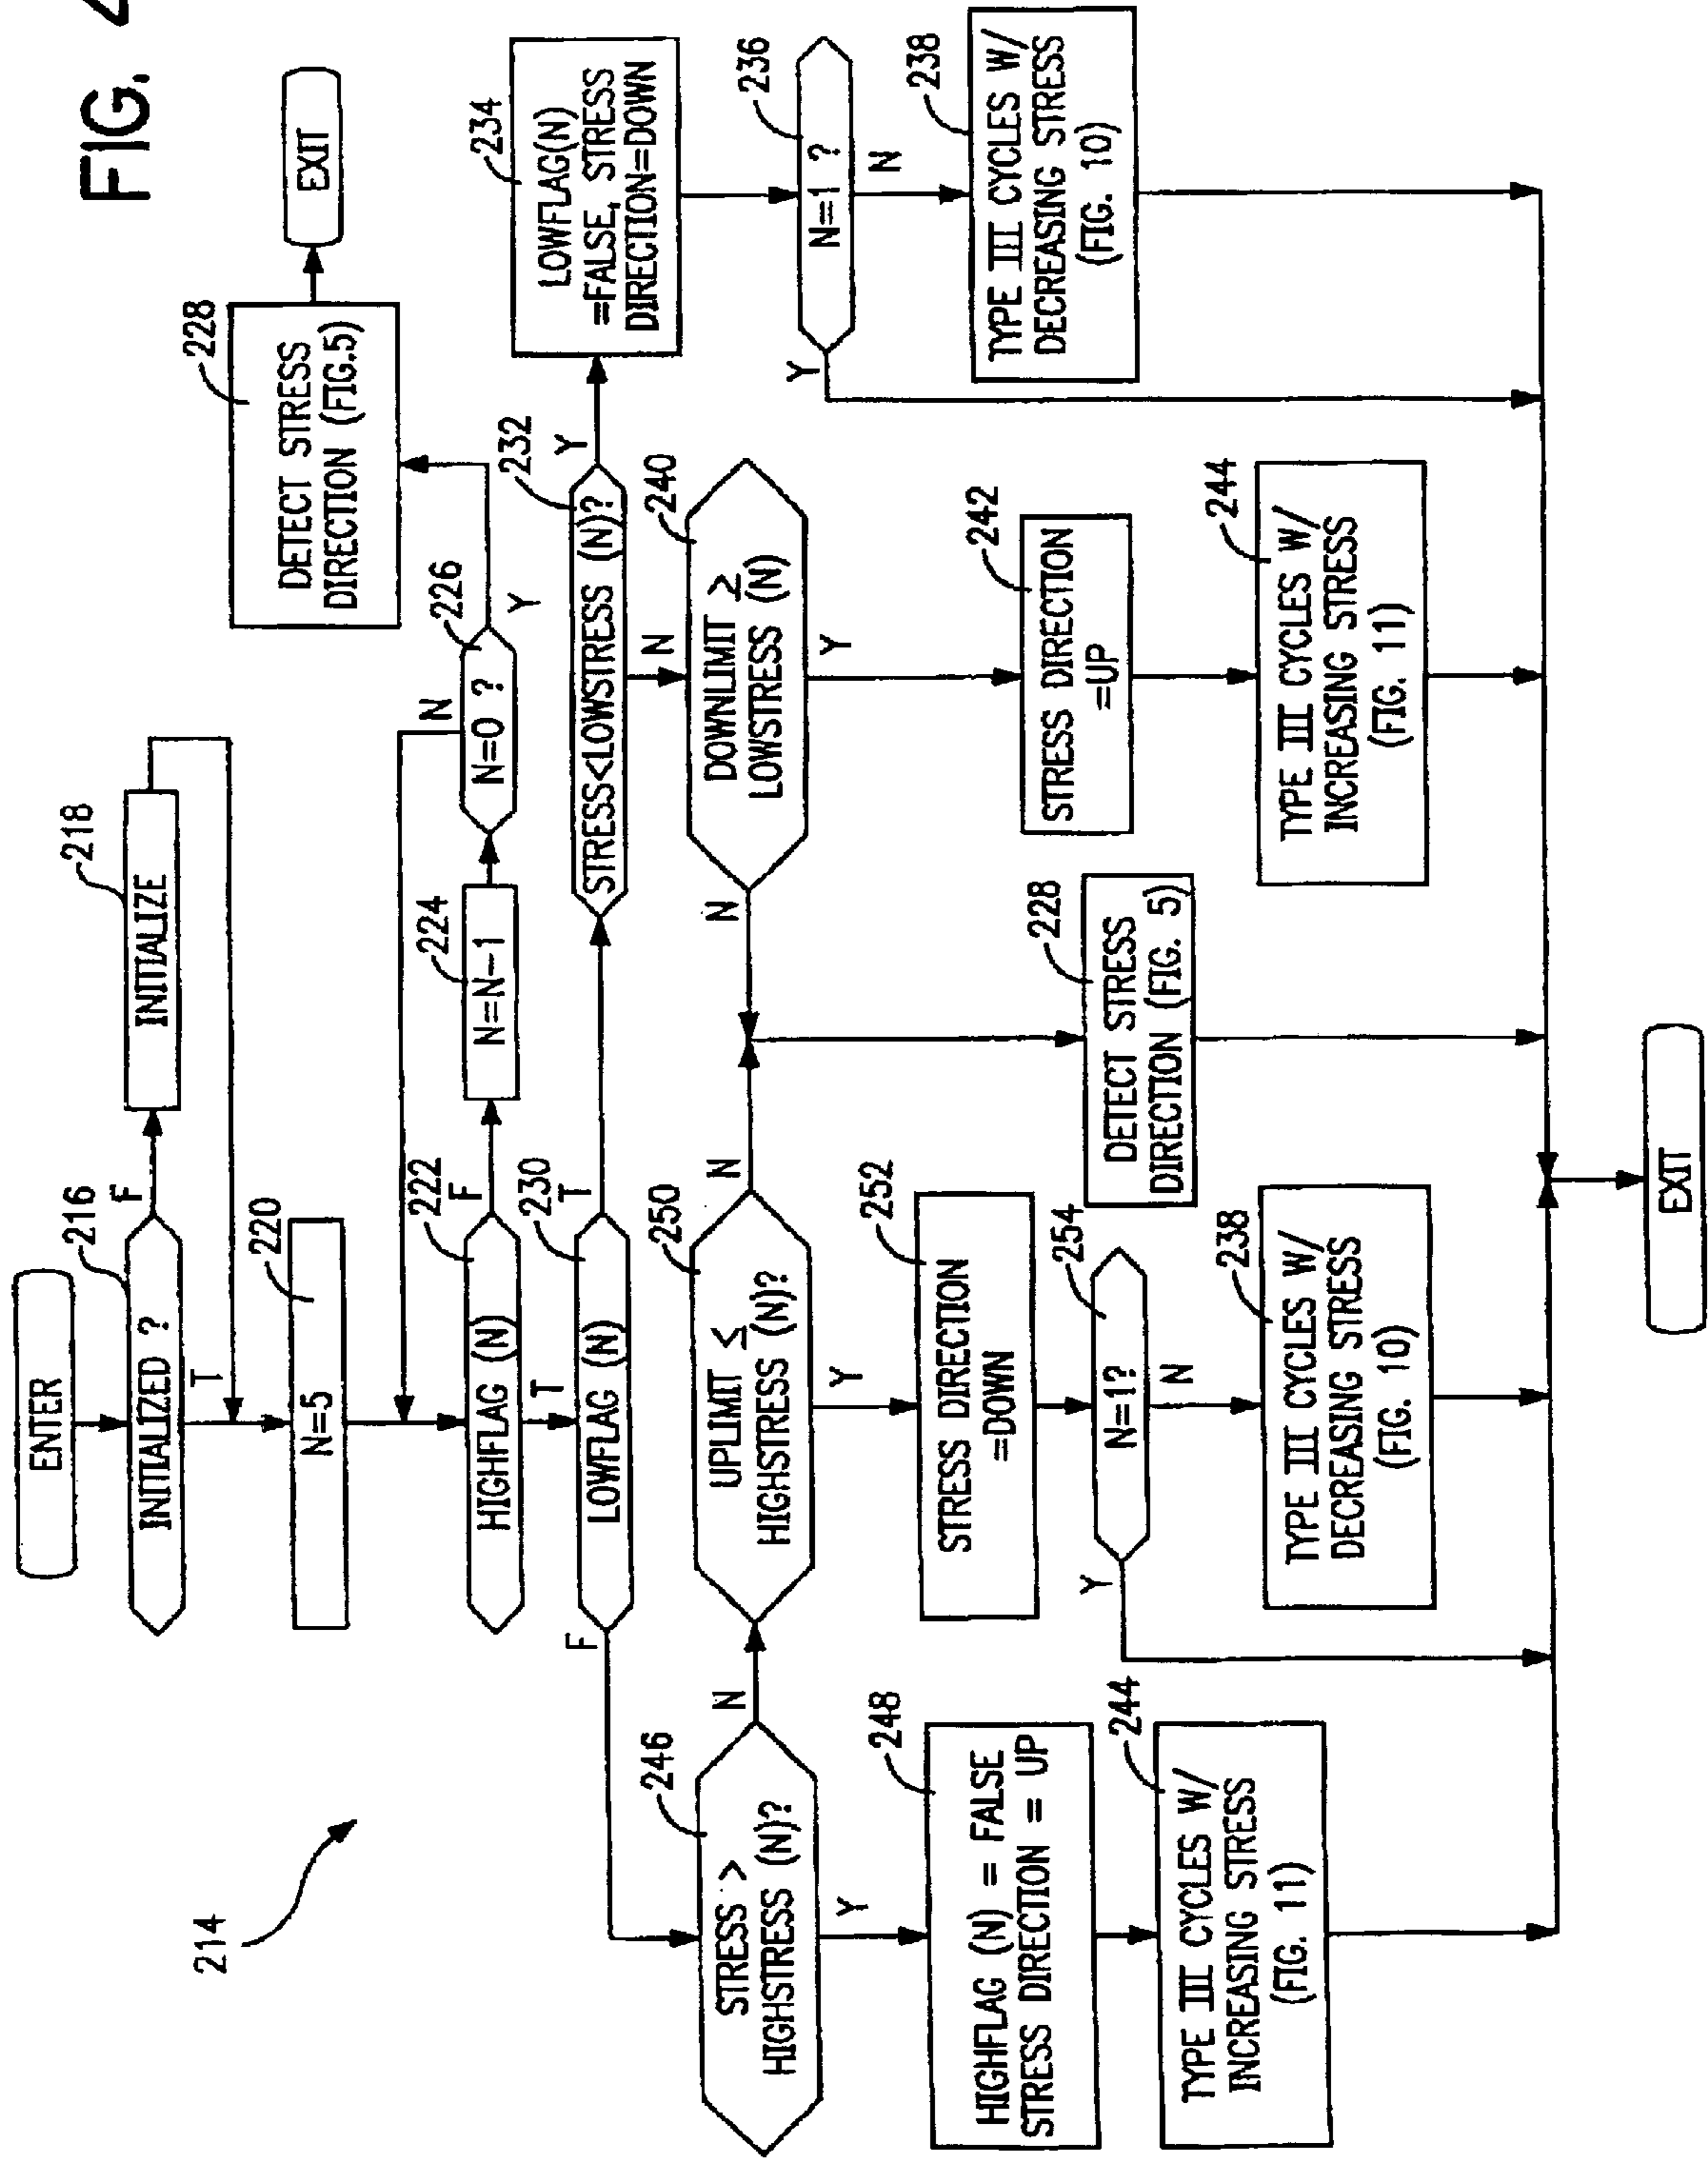 FIG.
214
ENTER
216
INITIALIZED ?
F
T
218
INITIALIZE
220
N=5
222
HIGHFLAG (N)
F
T
224
N=N-1
226
N=0 ?
N
Y
228
DETECT STRESS
DIRECTION (FIG.5)
EXIT
230
LOWFLAG (N)
T
F
232
STRESS<LOWSTRESS (N)?
Y
N
234
LOWFLAG(N)
=FALSE, STRESS
DIRECTION=DOWN
236
N=1 ?
Y
N
238
TYPE III CYCLES W/
DECREASING STRESS
(FIG. 10)
240
DOWNLIMIT ≥
LOWSTRESS (N)
N
Y
242
STRESS DIRECTION
=UP
244
TYPE III CYCLES W/
INCREASING STRESS
(FIG. 11)
246
STRESS >
HIGHSTRESS (N)?
N
Y
248
HIGHFLAG (N) = FALSE
STRESS DIRECTION = UP
244
TYPE III CYCLES W/
INCREASING STRESS
(FIG. 11)
250
UPLIMIT ≤
HIGHSTRESS (N)?
N
Y
252
STRESS DIRECTION
=DOWN
254
N=1?
Y
N
238
TYPE III CYCLES W/
DECREASING STRESS
(FIG. 10)
228
DETECT STRESS
DIRECTION (FIG. 5)
EXIT